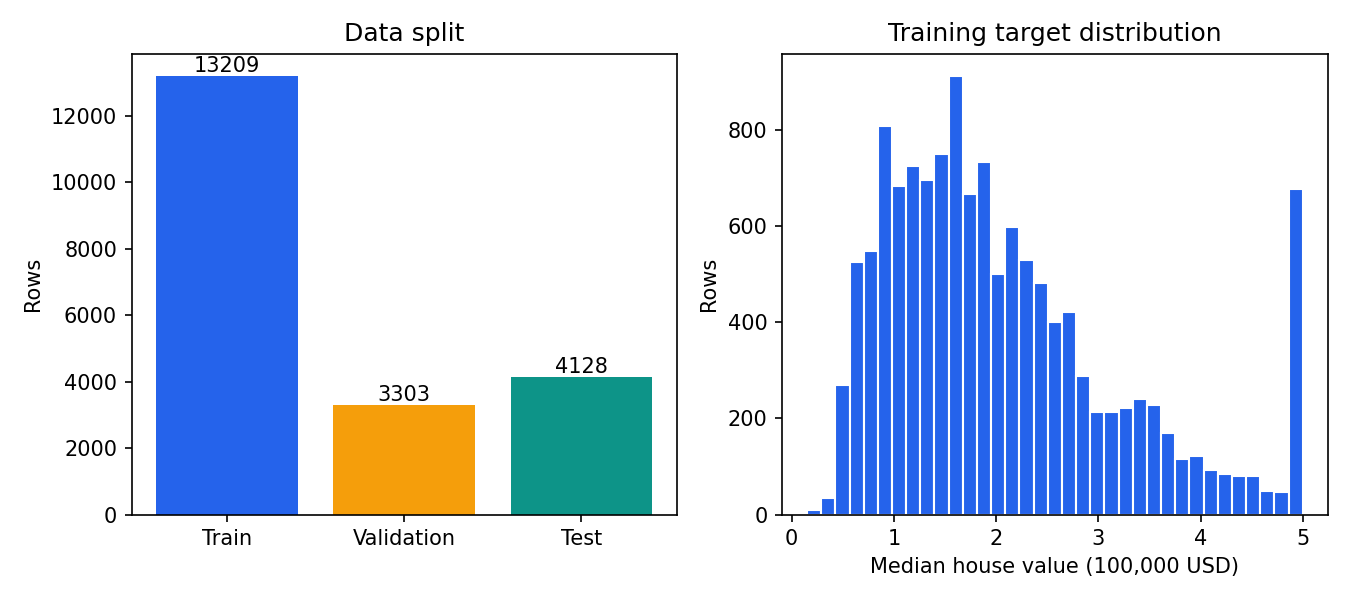 Data split
13209
3303
4128
12000
10000
8000
6000
4000
2000
0
Rows
Train
Validation
Test
Training target distribution
800
600
400
200
0
Rows
0
1
2
3
4
5
Median house value (100,000 USD)